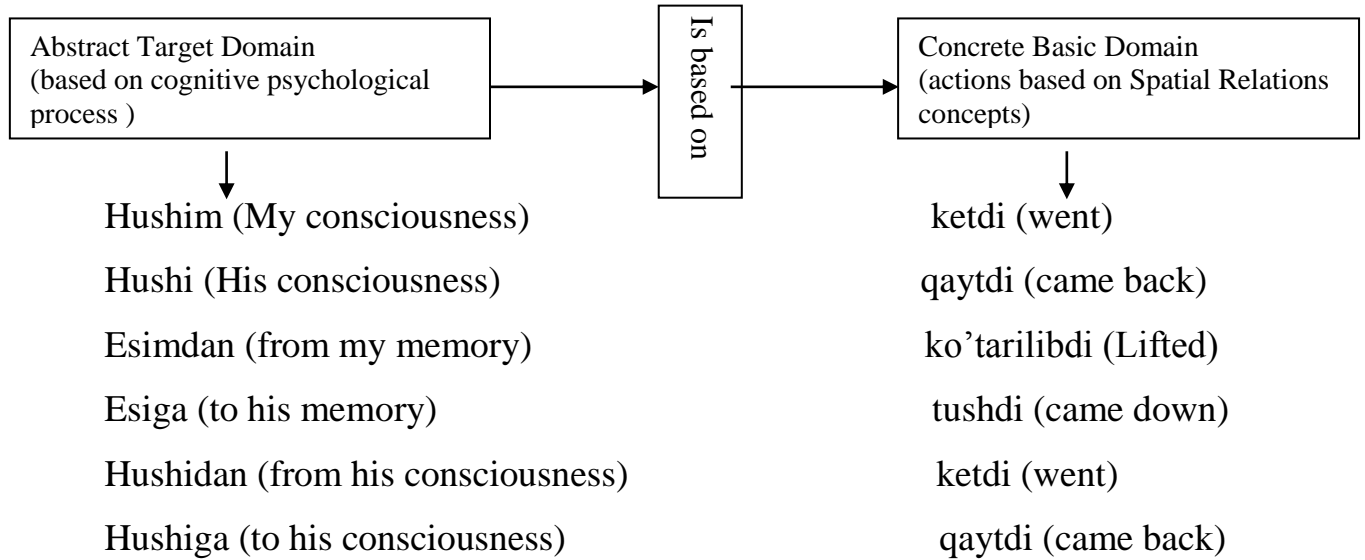 Abstract Target Domain
(based on cognitive psychological
process )
Is based on
Concrete Basic Domain
(actions based on Spatial Relations
concepts)
Hushim (My consciousness)
ketdi (went)
Hushi (His consciousness)
qaytdi (came back)
Esimdan (from my memory)
ko’tarilibdi (Lifted)
Esiga (to his memory)
tushdi (came down)
Hushidan (from his consciousness)
ketdi (went)
Hushiga (to his consciousness)
qaytdi (came back)